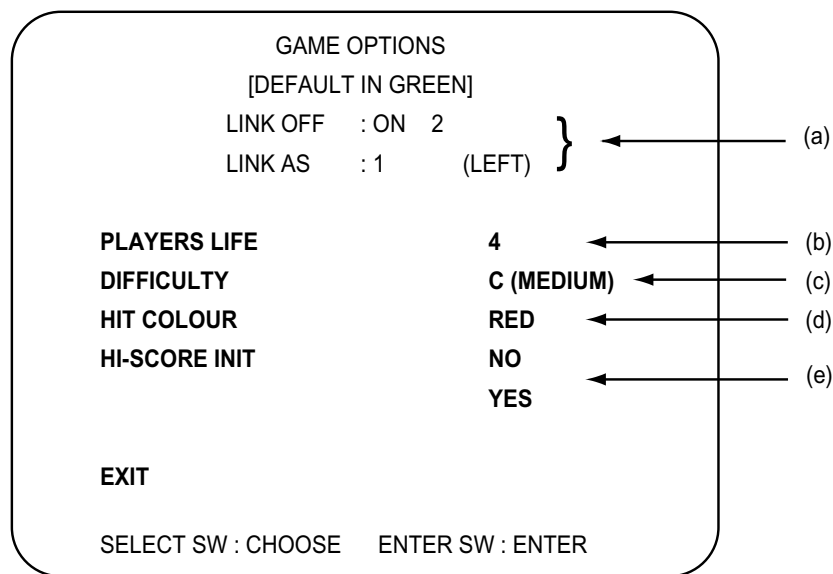 GAME OPTIONS
[DEFAULT IN GREEN]
LINK OFF : ON 2
LINK AS : 1 (LEFT) } (a)
PLAYERS LIFE 4 (b)
DIFFICULTY C (MEDIUM) (c)
HIT COLOUR RED (d)
HI-SCORE INIT NO
YES (e)
EXIT
SELECT SW : CHOOSE ENTER SW : ENTER